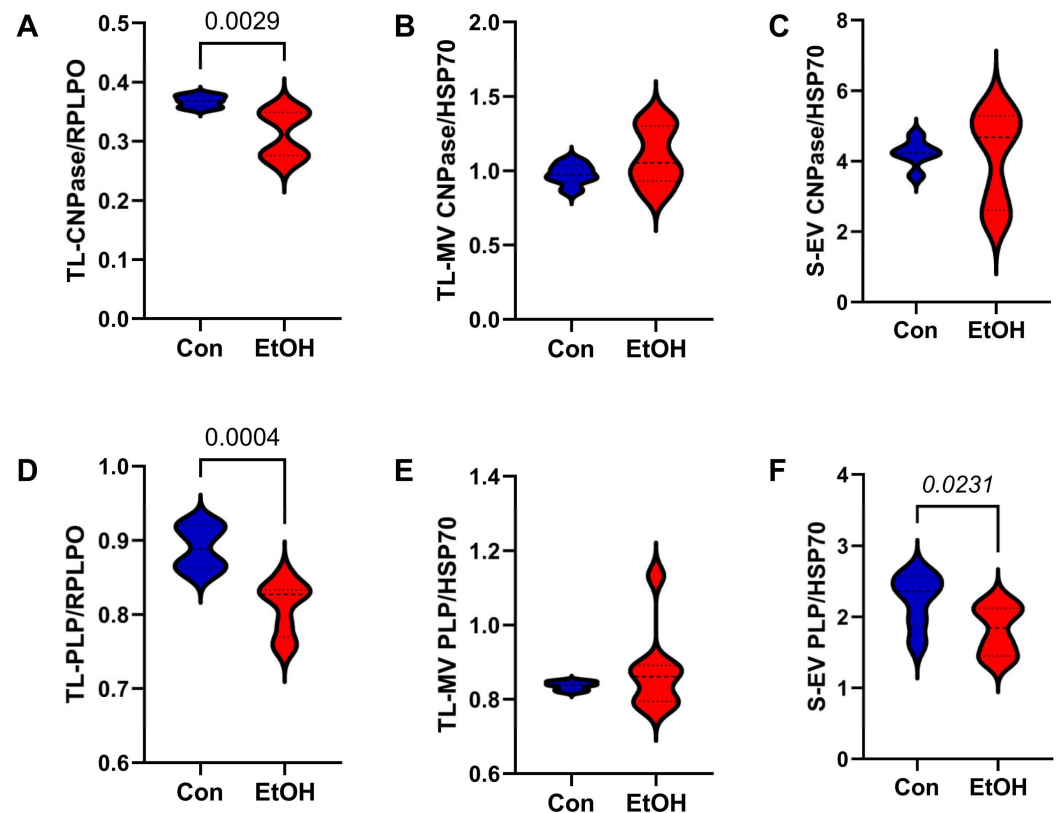 A
TL-CNPase/RPLPO
0.5
0.4
0.3
0.2
0.1
0.0
0.0029
Con
EtOH
B
TL-MV CNPase/HSP70
2.0
1.5
1.0
0.5
0.0
Con
EtOH
C
S-EV CNPase/HSP70
8
6
4
2
0
Con
EtOH
D
TL-PLP/RPLPO
1.0
0.9
0.8
0.7
0.6
0.0004
Con
EtOH
E
TL-MV PLP/HSP70
1.4
1.2
1.0
0.8
0.6
Con
EtOH
F
S-EV PLP/HSP70
4
3
2
1
0
0.0231
Con
EtOH